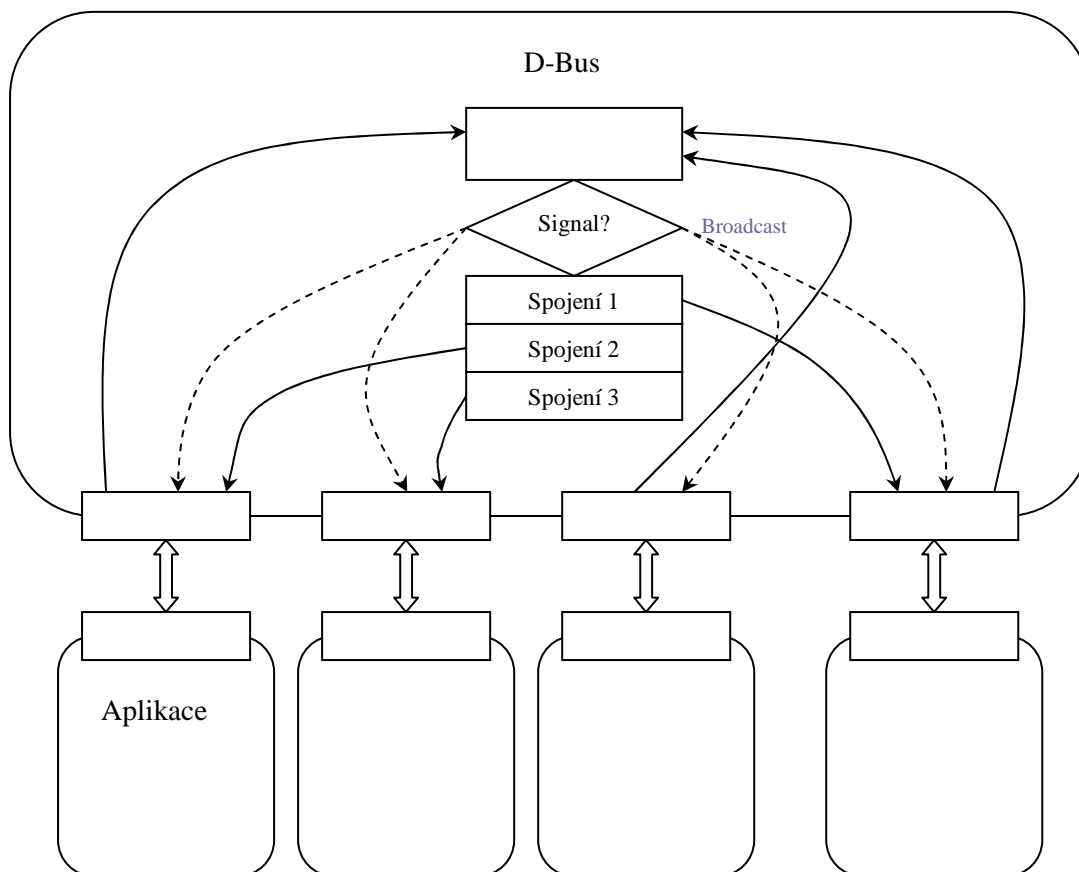 D-Bus
Signal?
Broadcast
Spojení 1
Spojení 2
Spojení 3
Aplikace